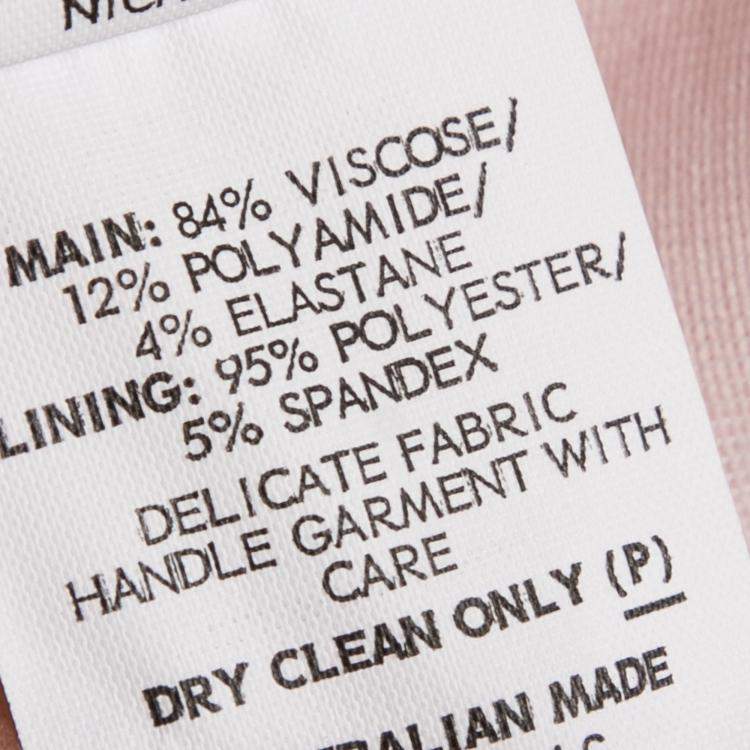 MAIN: 84% VISCOSE/
12% POLYAMIDE/
4% ELASTANE
LINING: 95% POLYESTER/
5% SPANDEX
DELICATE FABRIC
HANDLE GARMENT WITH
CARE
DRY CLEAN ONLY (P)
MADE